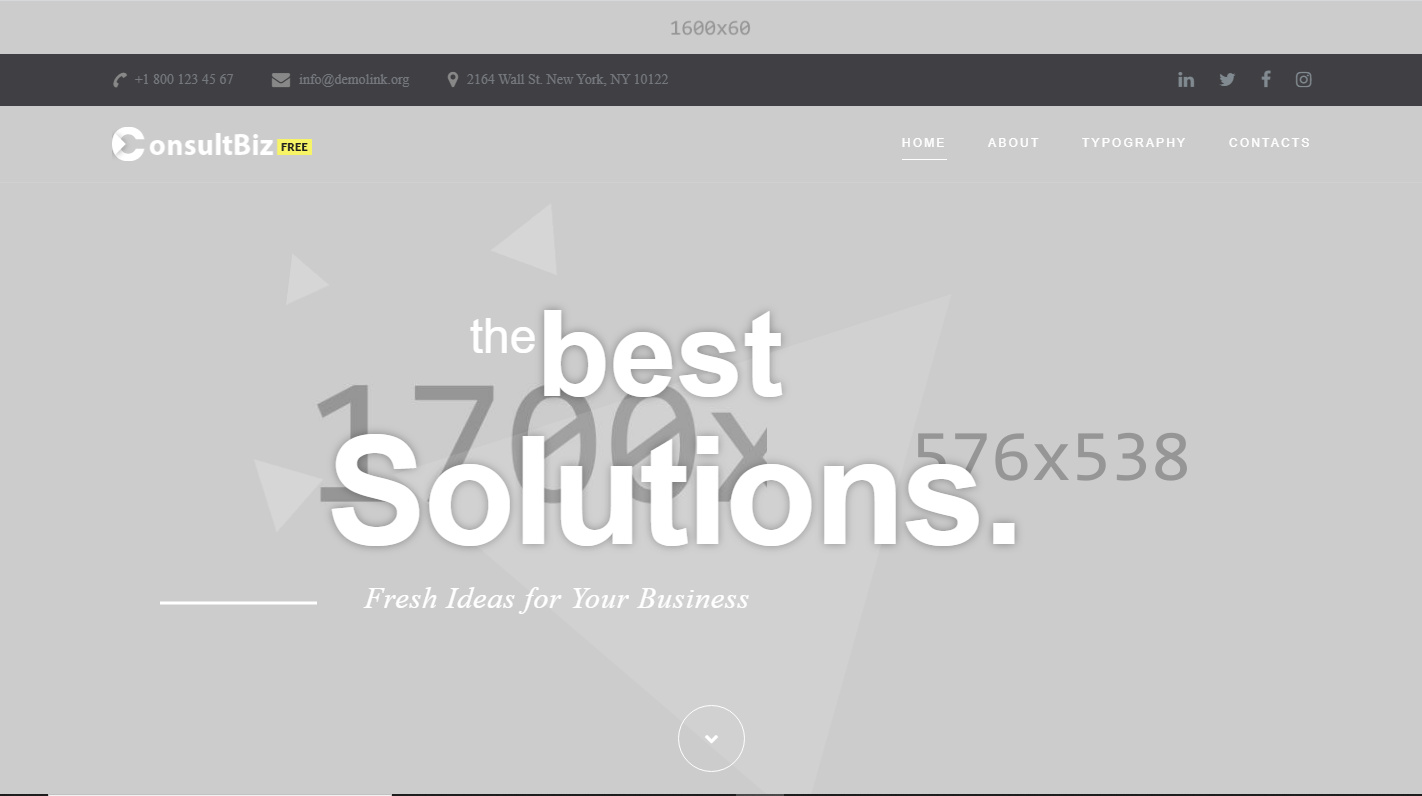 1600x60
+1 800 123 45 67 info@demolink.org 2164 Wall St. New York, NY 10122
ConsultBiz FREE
HOME ABOUT TYPOGRAPHY CONTACTS
the best
1700x
576x538
Solutions.
Fresh Ideas for Your Business